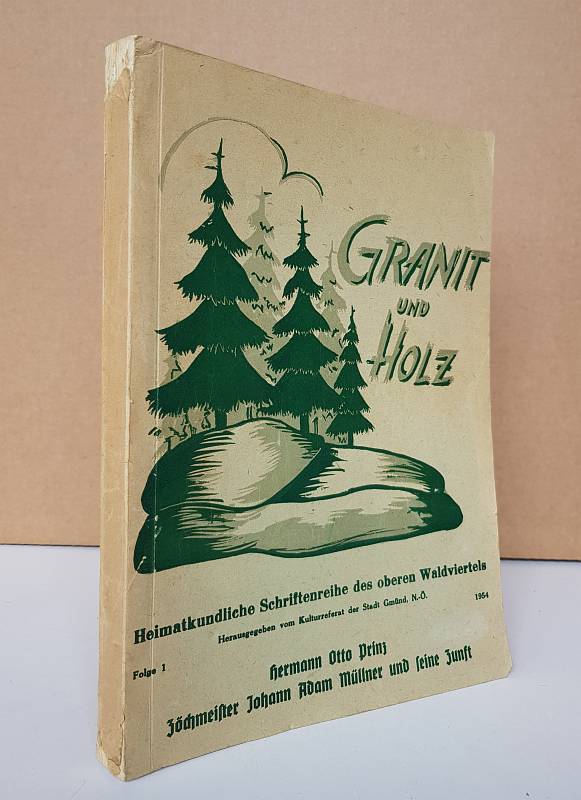 GRANIT
UND
HOLZ
Heimatkundliche Schriftenreihe des oberen Waldviertels
Herausgegeben vom Kulturreferat der Stadt Gmünd, N.-Ö.
Folge 1
1954
Hermann Otto Prinz
Zöchmeister Johann Adam Müllner und seine Zunft